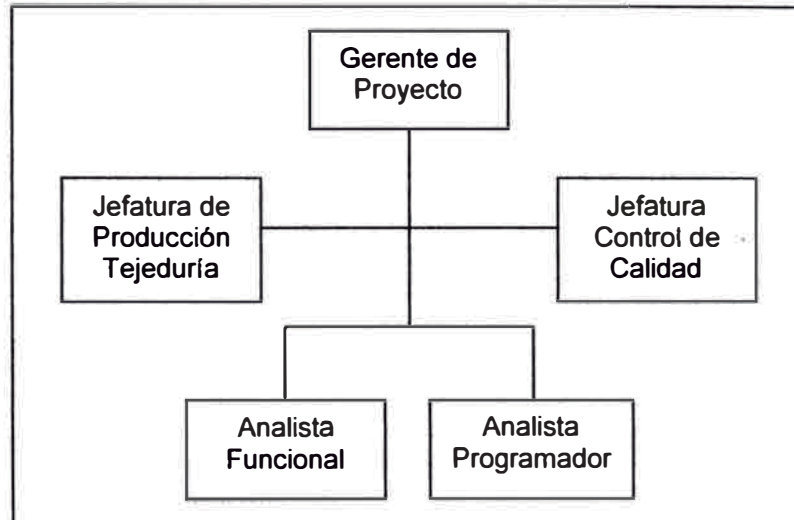 Gerente de
Proyecto
Jefatura de
Producción
Tejeduría
Jefatura
Control de
Calidad
Analista
Funcional
Analista
Programador